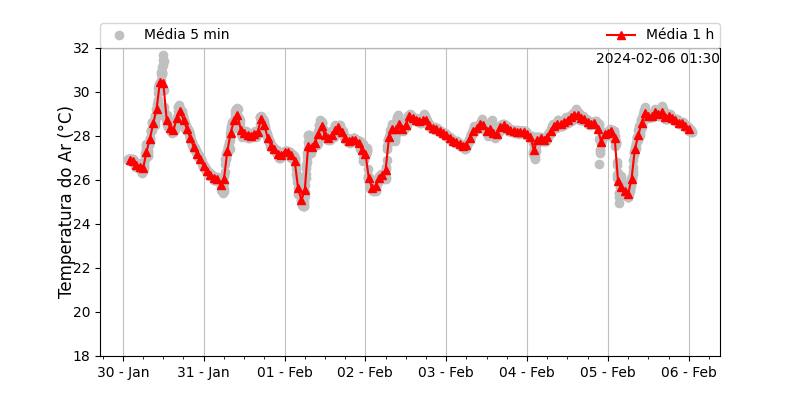 Média 5 min
Média 1 h
2024-02-06 01:30
Temperatura do Ar (°C)
32
30
28
26
24
22
20
18
30 - Jan
31 - Jan
01 - Feb
02 - Feb
03 - Feb
04 - Feb
05 - Feb
06 - Feb